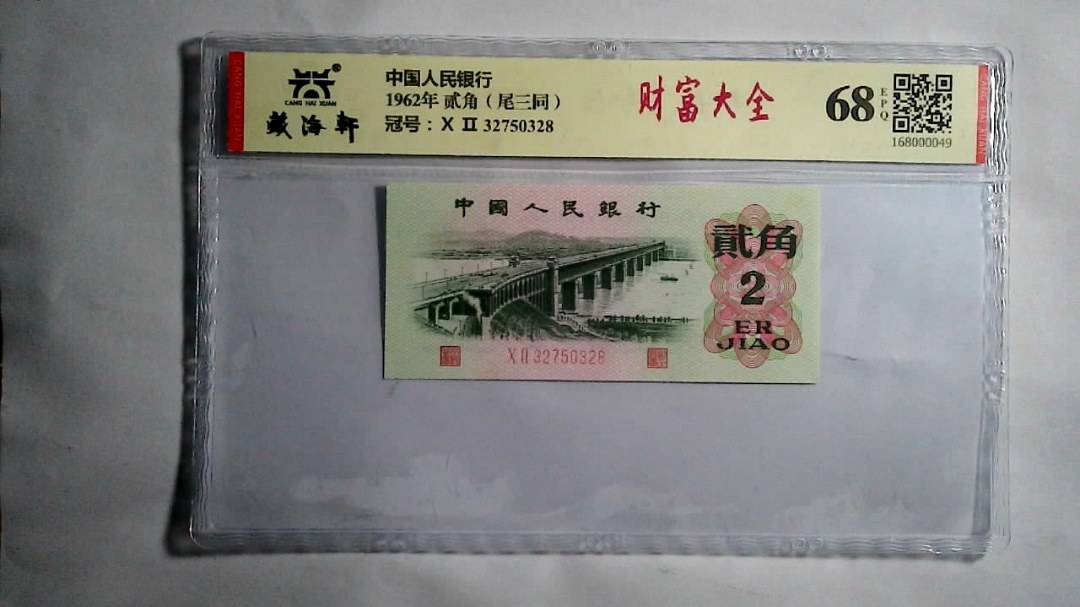 ®
CANG HAI XUAN
藏海轩
中国人民银行
1962年 贰角（尾三同）
冠号：X II 32750328
财富大全
68
EPQ
168000049
中國人民銀行
貳角
2
ER
JIAO
X II 32750328